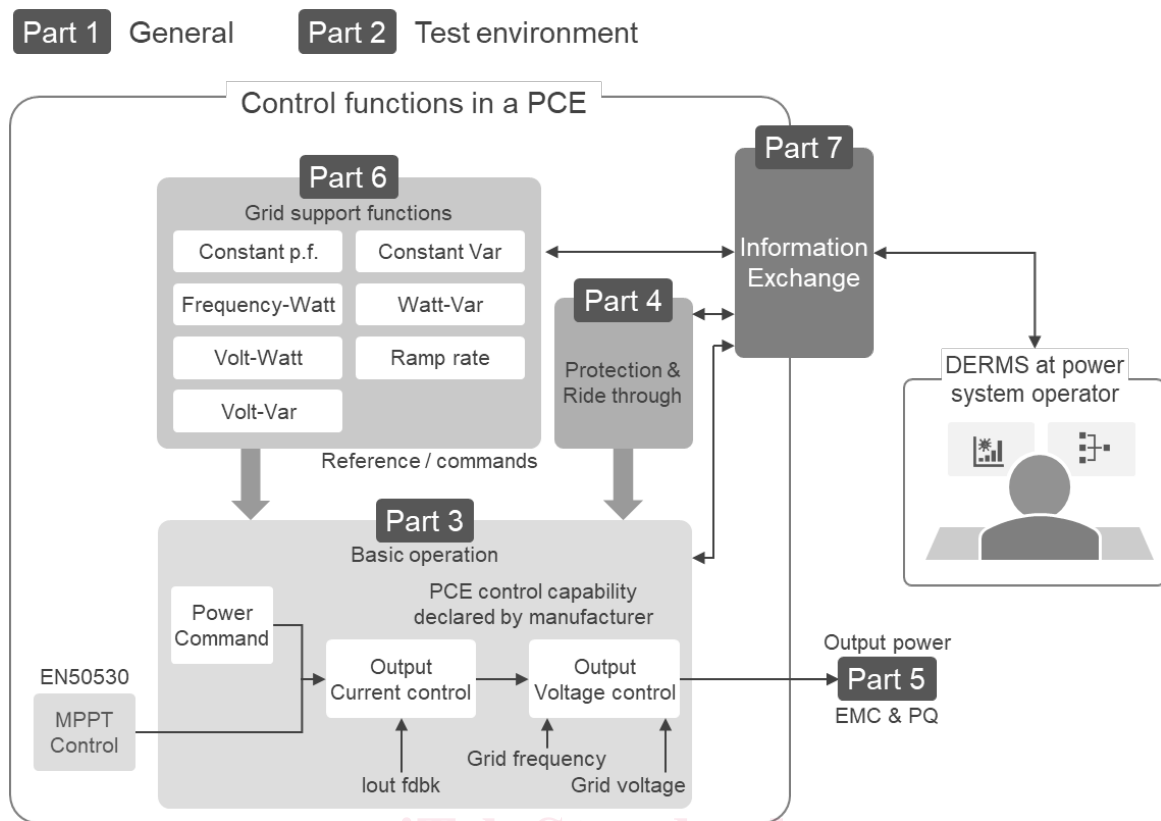 Part 1 General Part 2 Test environment
Control functions in a PCE
Part 7
Information
Exchange
Part 6
Grid support functions
Constant p.f. Constant Var
Frequency-Watt Watt-Var
Volt-Watt Ramp rate
Volt-Var
Part 4
Protection &
Ride through
Reference / commands
DERMS at power
system operator
Part 3
Basic operation
PCE control capability
declared by manufacturer
Power
Command
Output
Current control
Output
Voltage control
EN50530
MPPT
Control
Iout fdbk
Grid frequency
Grid voltage
Output power
Part 5
EMC & PQ